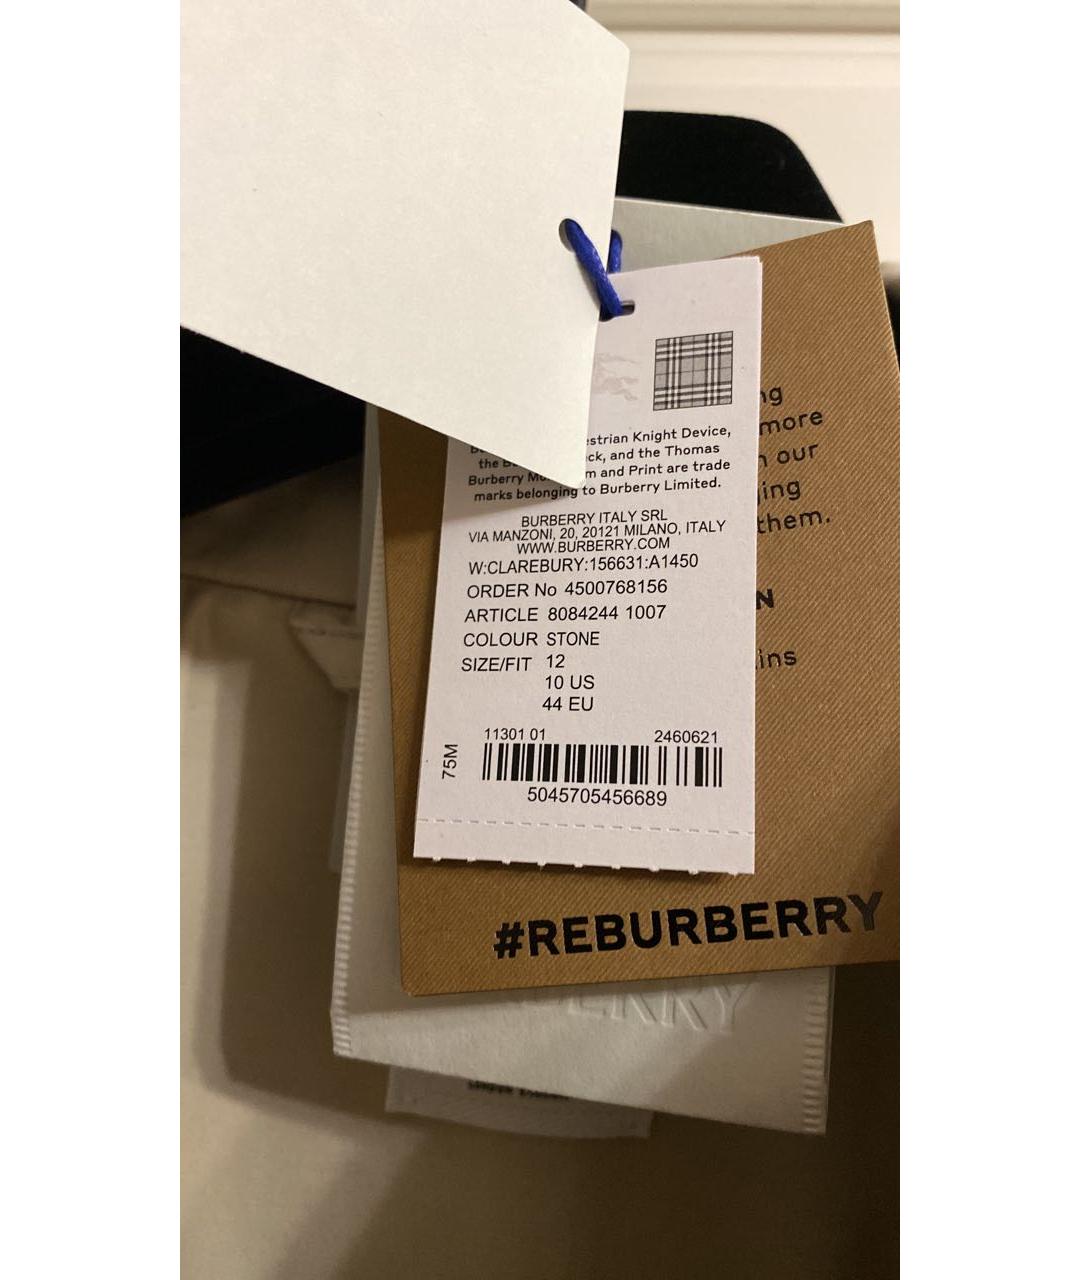 estrian Knight Device,
the B ck, and the Thomas
Burberry Mo m and Print are trade
marks belonging to Burberry Limited.
BURBERRY ITALY SRL
VIA MANZONI, 20, 20121 MILANO, ITALY
WWW.BURBERRY.COM
W:CLAREBURY:156631:A1450
ORDER No 4500768156
ARTICLE 8084244 1007
COLOUR STONE
SIZE/FIT 12
10 US
44 EU
11301 01 2460621
75M
5045705456689
ng
more
our
ging
them.
N
ins
#REBURBERRY
BERRY